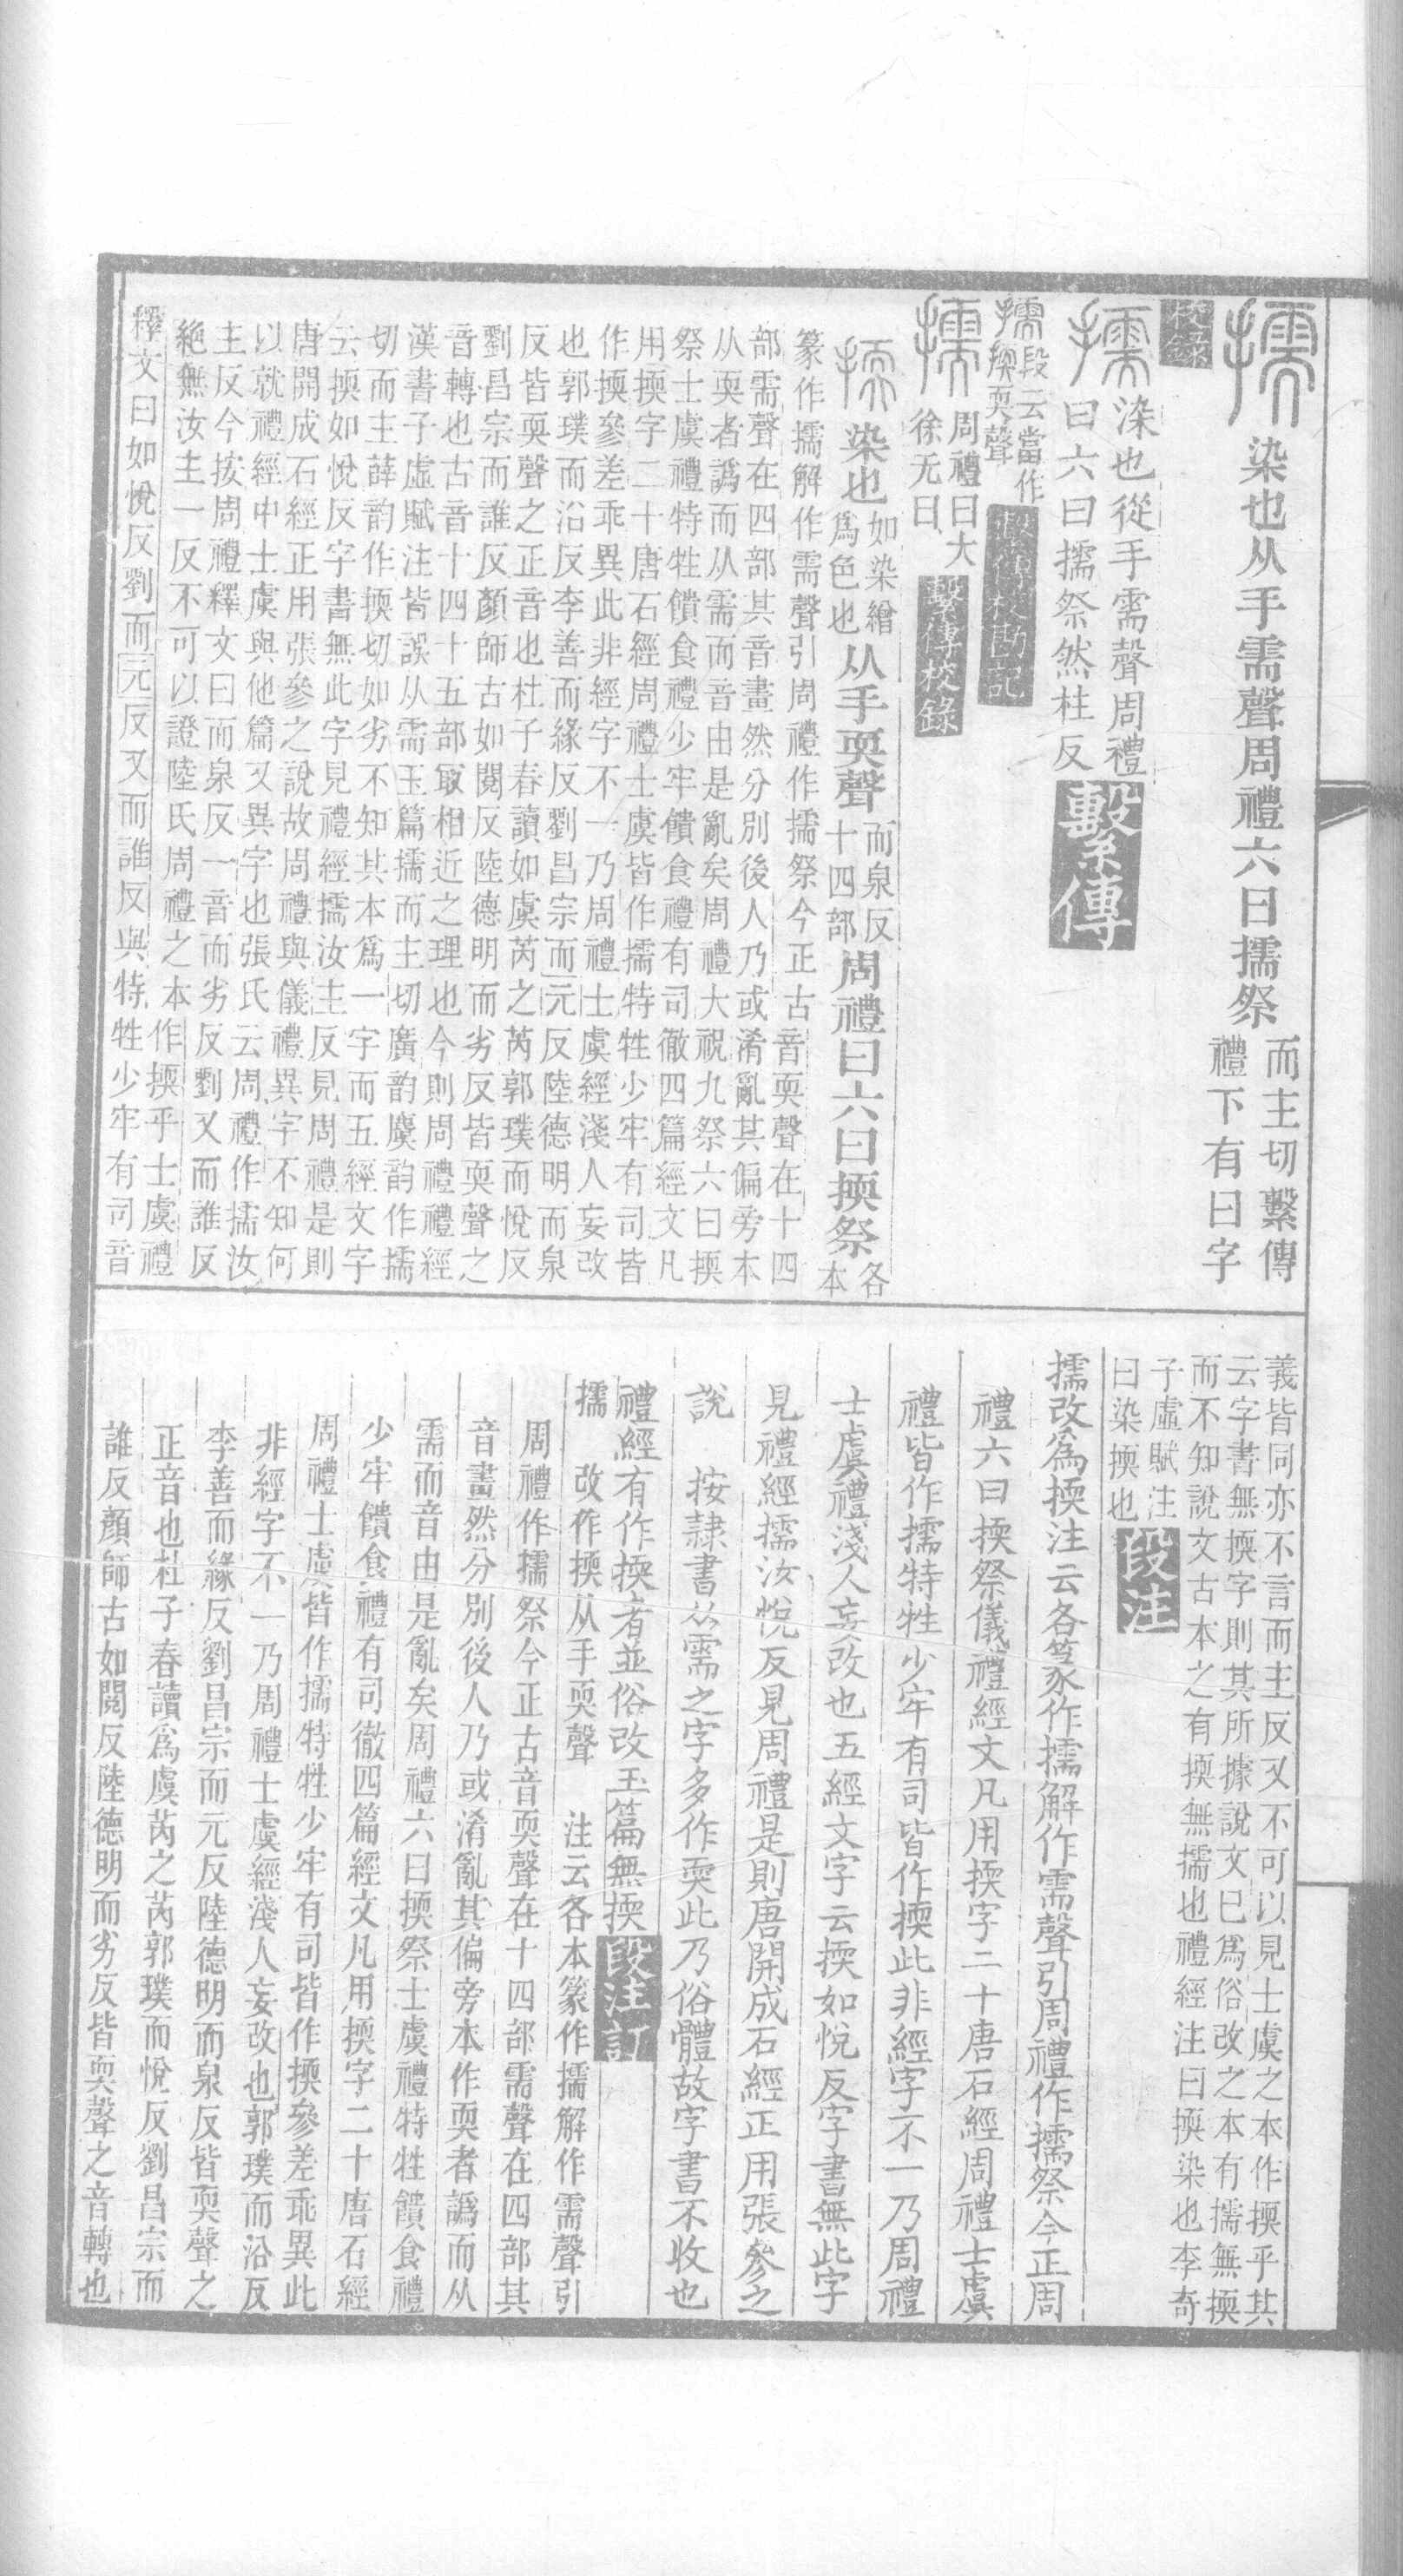 擩染也从手需聲周禮六曰擩祭
而主切繫傳
禮下有曰字
校錄
擩染也從手需聲周禮
曰六曰擩祭然柱反
繫傳
擩段云當作
㨎耎聲
繫傳校勘記
擩周禮曰大
徐无曰
繫傳校錄
㨎染也如染繒爲色也从手耎聲而泉反十四部周禮曰六曰㨎祭各本
篆作擩解作需聲引周禮作擩祭今正古音耎聲在十四
部需聲在四部其音畫然分別後人乃或淆亂其偏旁本
从耎者譌而从需而音由是亂矣周禮大祝九祭六曰㨎
祭士虞禮特牲饋食禮少牢饋食禮有司徹四篇經文凡
用㨎字二十唐石經周禮士虞皆作擩特牲少牢有司皆
作㨎參差乖異此非經字不一乃周禮士虞經淺人妄改
也郭璞而沿反李善而緣反劉昌宗而元反陸德明而泉
反皆耎聲之正音也杜子春讀如虞芮之芮郭璞而悅反
劉昌宗而誰反顏師古如閱反陸德明而劣反皆耎聲之
音轉也古音十四十五部㝡相近之理也今則周禮禮經
漢書子虛賦注皆誤从需玉篇擩而主切廣韵麌韵作擩
切而主薛韵作㨎切如劣不知其本爲一字而五經文字
云㨎如悅反字書無此字見禮經擩汝主反見周禮是則
唐開成石經正用張參之說故周禮與儀禮異字不知何
以就禮經中士虞與他篇又異字也張氏云周禮作擩汝
主反今按周禮釋文曰而泉反一音而劣反劉又而誰反
絶無汝主一反不可以證陸氏周禮之本作㨎乎士虞禮
釋文曰如悅反劉而元反又而誰反與特牲少牢有司音
義皆同亦不言而主反又不可以見士虞之本作㨎乎其
云字書無㨎字則其所據說文已爲俗改之本有擩無㨎
而不知說文古本之有㨎無擩也禮經注曰㨎染也李奇
子虛賦注
曰染㨎也
段注
擩改爲㨎注云各篆作擩解作需聲引周禮作擩祭今正周
禮六曰㨎祭儀禮經文凡用㨎字二十唐石經周禮士虞
禮皆作擩特牲少牢有司皆作㨎此非經字不一乃周禮
士虞禮淺人妄改也五經文字云㨎如悅反字書無此字
見禮經擩汝悅反見周禮是則唐開成石經正用張參之
說 按隷書从需之字多作耎此乃俗體故字書不收也
禮經有作㨎者並俗改玉篇無㨎
段注訂
擩 改作㨎从手耎聲 注云各本篆作擩解作需聲引
周禮作擩祭今正古音耎聲在十四部需聲在四部其
音畫然分別後人乃或淆亂其偏旁本作耎者譌而从
需而音由是亂矣周禮六曰㨎祭士虞禮特牲饋食禮
少牢饋食禮有司徹四篇經文凡用㨎字二十唐石經
周禮士虞皆作擩特牲少牢有司皆作㨎參差乖異此
非經字不一乃周禮士虞經淺人妄改也郭璞而沿反
李善而緣反劉昌宗而元反陸德明而泉反皆耎聲之
正音也杜子春讀爲虞芮之芮郭璞而悅反劉昌宗而
誰反顏師古如閱反陸德明而劣反皆耎聲之音轉也